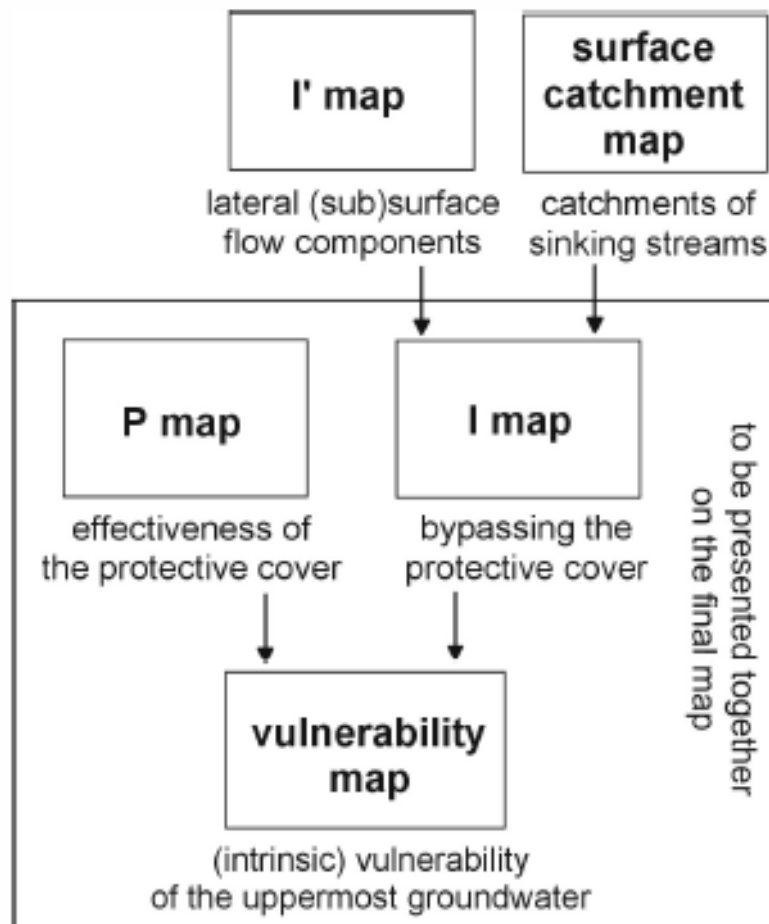 I' map
surface
catchment
map
lateral (sub)surface
flow components
catchments of
sinking streams
P map
I map
effectiveness of
the protective cover
bypassing the
protective cover
to be presented together
on the final map
vulnerability
map
(intrinsic) vulnerability
of the uppermost groundwater